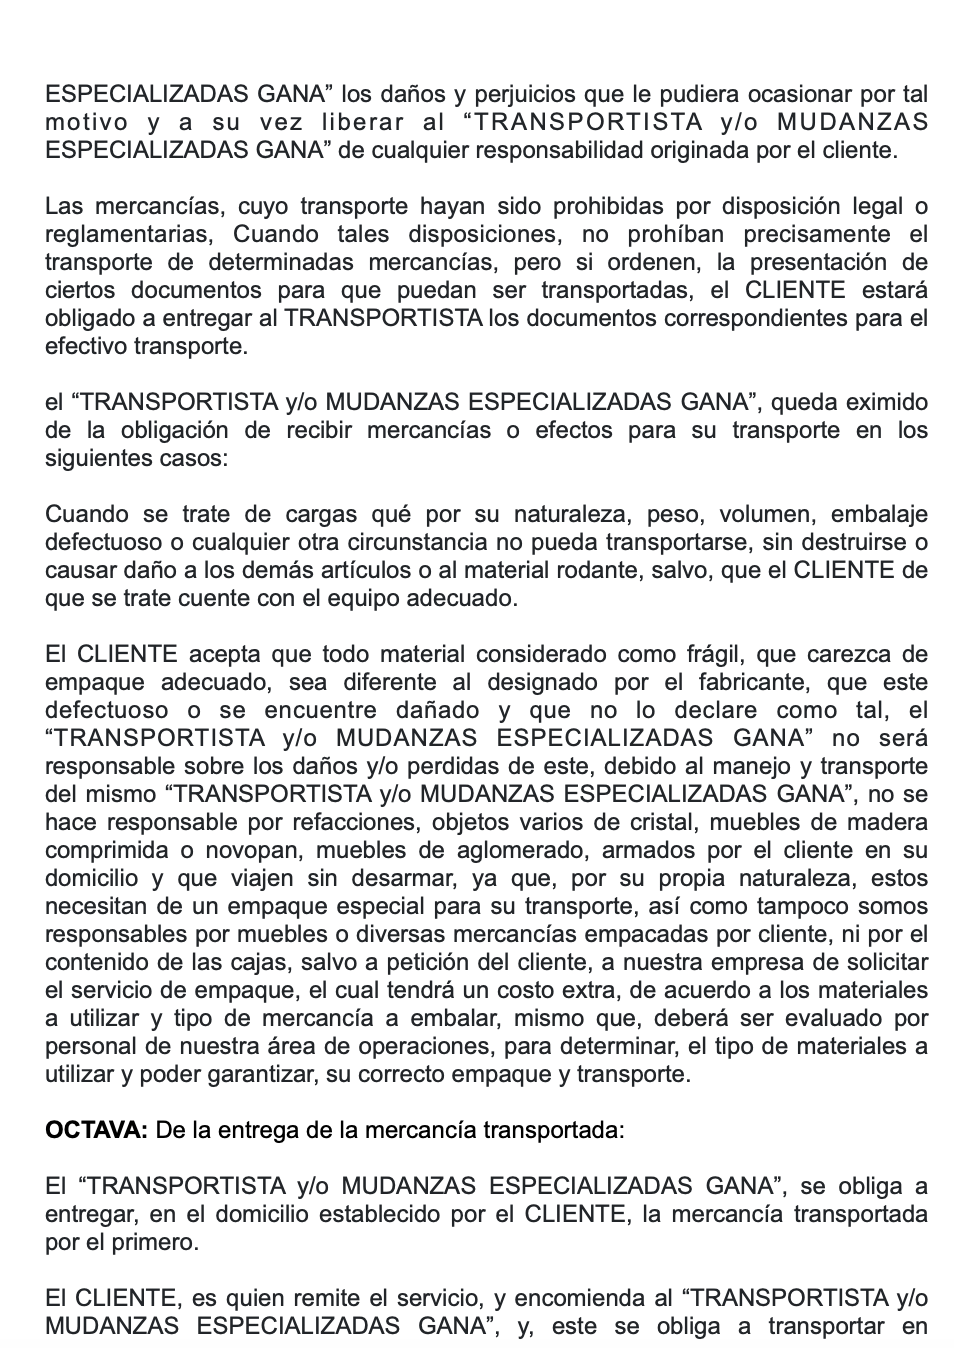 ESPECIALIZADAS GANA” los daños y perjuicios que le pudiera ocasionar por tal
motivo y a su vez liberar al “TRANSPORTISTA y/o MUDANZAS
ESPECIALIZADAS GANA” de cualquier responsabilidad originada por el cliente.
Las mercancías, cuyo transporte hayan sido prohibidas por disposición legal o
reglamentarias, Cuando tales disposiciones, no prohíban precisamente el
transporte de determinadas mercancías, pero si ordenen, la presentación de
ciertos documentos para que puedan ser transportadas, el CLIENTE estará
obligado a entregar al TRANSPORTISTA los documentos correspondientes para el
efectivo transporte.
el “TRANSPORTISTA y/o MUDANZAS ESPECIALIZADAS GANA”, queda eximido
de la obligación de recibir mercancías o efectos para su transporte en los
siguientes casos:
Cuando se trate de cargas qué por su naturaleza, peso, volumen, embalaje
defectuoso o cualquier otra circunstancia no pueda transportarse, sin destruirse o
causar daño a los demás artículos o al material rodante, salvo, que el CLIENTE de
que se trate cuente con el equipo adecuado.
El CLIENTE acepta que todo material considerado como frágil, que carezca de
empaque adecuado, sea diferente al designado por el fabricante, que este
defectuoso o se encuentre dañado y que no lo declare como tal, el
“TRANSPORTISTA y/o MUDANZAS ESPECIALIZADAS GANA” no será
responsable sobre los daños y/o perdidas de este, debido al manejo y transporte
del mismo “TRANSPORTISTA y/o MUDANZAS ESPECIALIZADAS GANA”, no se
hace responsable por refacciones, objetos varios de cristal, muebles de madera
comprimida o novopan, muebles de aglomerado, armados por el cliente en su
domicilio y que viajen sin desarmar, ya que, por su propia naturaleza, estos
necesitan de un empaque especial para su transporte, así como tampoco somos
responsables por muebles o diversas mercancías empacadas por cliente, ni por el
contenido de las cajas, salvo a petición del cliente, a nuestra empresa de solicitar
el servicio de empaque, el cual tendrá un costo extra, de acuerdo a los materiales
a utilizar y tipo de mercancía a embalar, mismo que, deberá ser evaluado por
personal de nuestra área de operaciones, para determinar, el tipo de materiales a
utilizar y poder garantizar, su correcto empaque y transporte.
OCTAVA: De la entrega de la mercancía transportada:
El “TRANSPORTISTA y/o MUDANZAS ESPECIALIZADAS GANA”, se obliga a
entregar, en el domicilio establecido por el CLIENTE, la mercancía transportada
por el primero.
El CLIENTE, es quien remite el servicio, y encomienda al “TRANSPORTISTA y/o
MUDANZAS ESPECIALIZADAS GANA”, y, este se obliga a transportar en